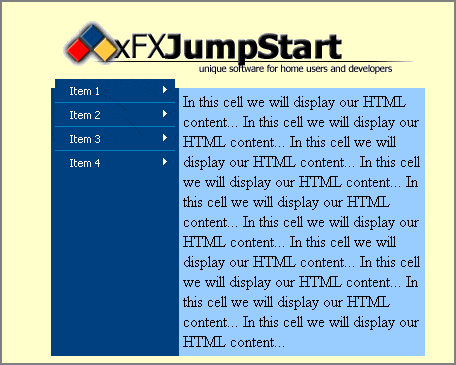 xFXJumpStart
unique software for home users and developers
Item 1
Item 2
Item 3
Item 4
In this cell we will display our HTML
content... In this cell we will display our
HTML content... In this cell we will
display our HTML content... In this cell
we will display our HTML content... In
this cell we will display our HTML
content... In this cell we will display our
HTML content... In this cell we will
display our HTML content... In this cell
we will display our HTML content... In
this cell we will display our HTML
content... In this cell we will display our
HTML content...